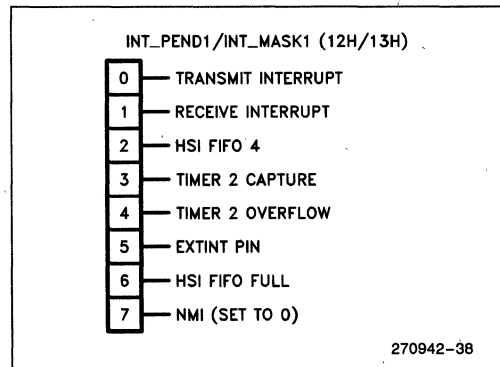 INT_PEND1/INT_MASK1 (12H/13H)
0 TRANSMIT INTERRUPT
1 RECEIVE INTERRUPT
2 HSI FIFO 4
3 TIMER 2 CAPTURE
4 TIMER 2 OVERFLOW
5 EXTINT PIN
6 HSI FIFO FULL
7 NMI (SET TO 0)
270942-38